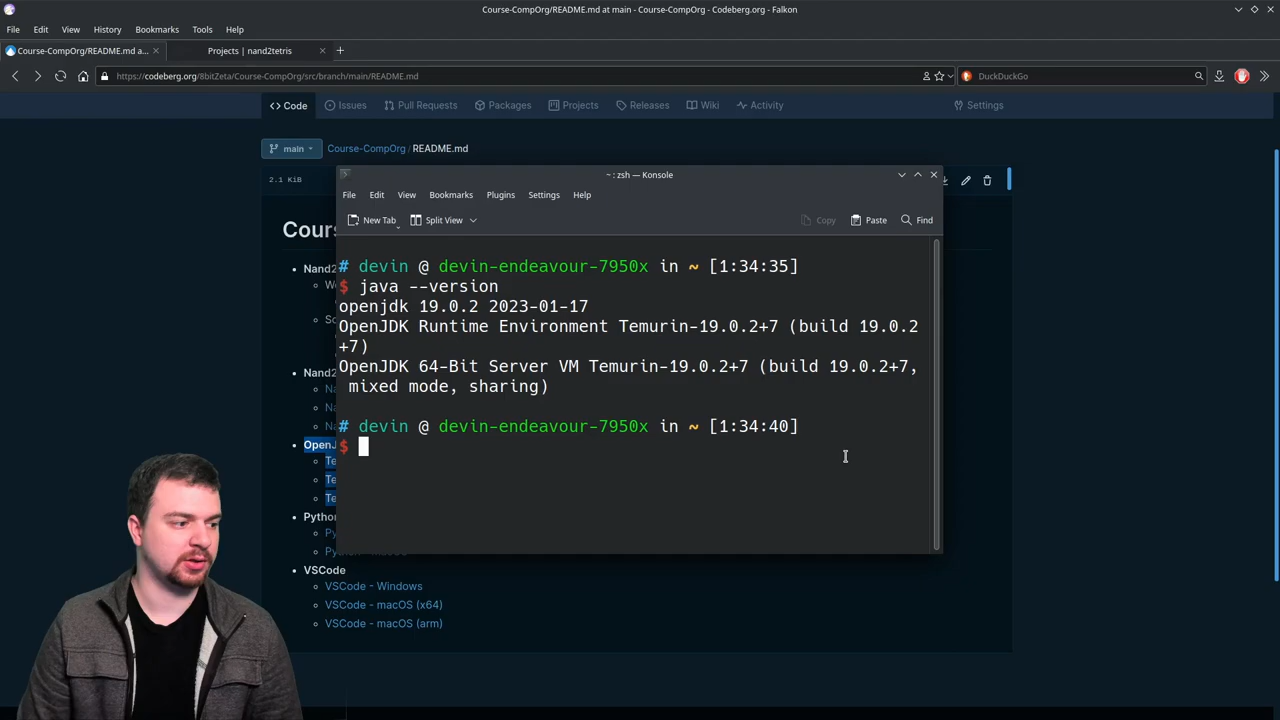 Course-CompOrg/README.md at main - Course-CompOrg - Codeberg.org - Falkon
File Edit View History Bookmarks Tools Help
Course-CompOrg/README.md a... Projects | nand2tetris
https://codeberg.org/8bitZeta/Course-CompOrg/src/branch/main/README.md DuckDuckGo
Code Issues Pull Requests Packages Projects Releases Wiki Activity Settings
main Course-CompOrg/README.md
2.1 KiB
~ : zsh — Konsole
File Edit View Bookmarks Plugins Settings Help
New Tab Split View Copy Paste Find
# devin @ devin-endeavour-7950x in ~ [1:34:35]
$ java --version
openjdk 19.0.2 2023-01-17
OpenJDK Runtime Environment Temurin-19.0.2+7 (build 19.0.2
+7)
OpenJDK 64-Bit Server VM Temurin-19.0.2+7 (build 19.0.2+7,
mixed mode, sharing)
# devin @ devin-endeavour-7950x in ~ [1:34:40]
$
Cour
Nand2
Nand2
OpenJ
Te
Te
Te
Python
VSCode
VSCode - Windows
VSCode - macOS (x64)
VSCode - macOS (arm)